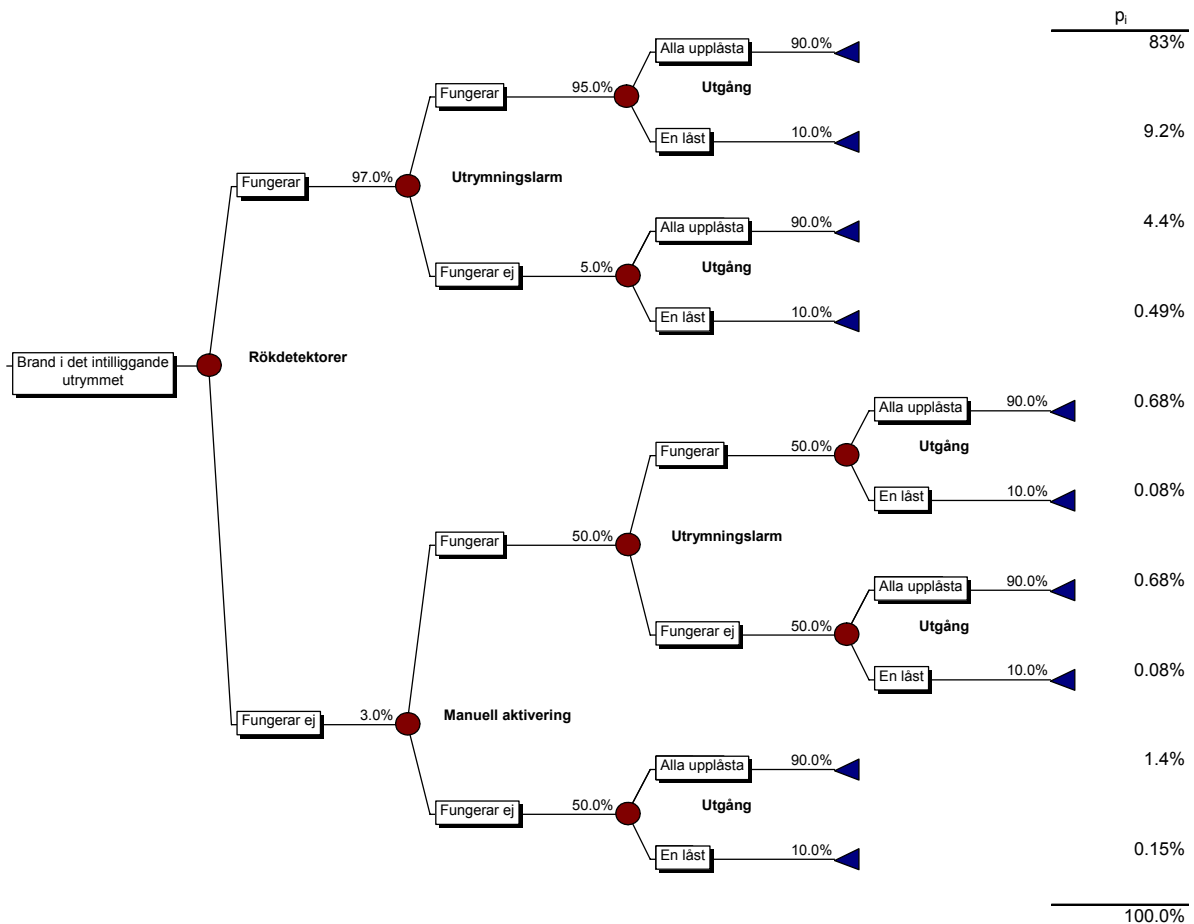 pᵢ
Alla upplåsta 90.0% 83%
Fungerar 95.0% Utgång
En låst 10.0% 9.2%
Fungerar 97.0% Utrymningslarm
Alla upplåsta 90.0% 4.4%
Fungerar ej 5.0% Utgång
En låst 10.0% 0.49%
Brand i det intilliggande
utrymmet
Rökdetektorer
Alla upplåsta 90.0% 0.68%
Fungerar 50.0% Utgång
En låst 10.0% 0.08%
Fungerar 50.0% Utrymningslarm
Alla upplåsta 90.0% 0.68%
Fungerar ej 50.0% Utgång
En låst 10.0% 0.08%
Fungerar ej 3.0% Manuell aktivering
Alla upplåsta 90.0% 1.4%
Fungerar ej 50.0% Utgång
En låst 10.0% 0.15%
100.0%